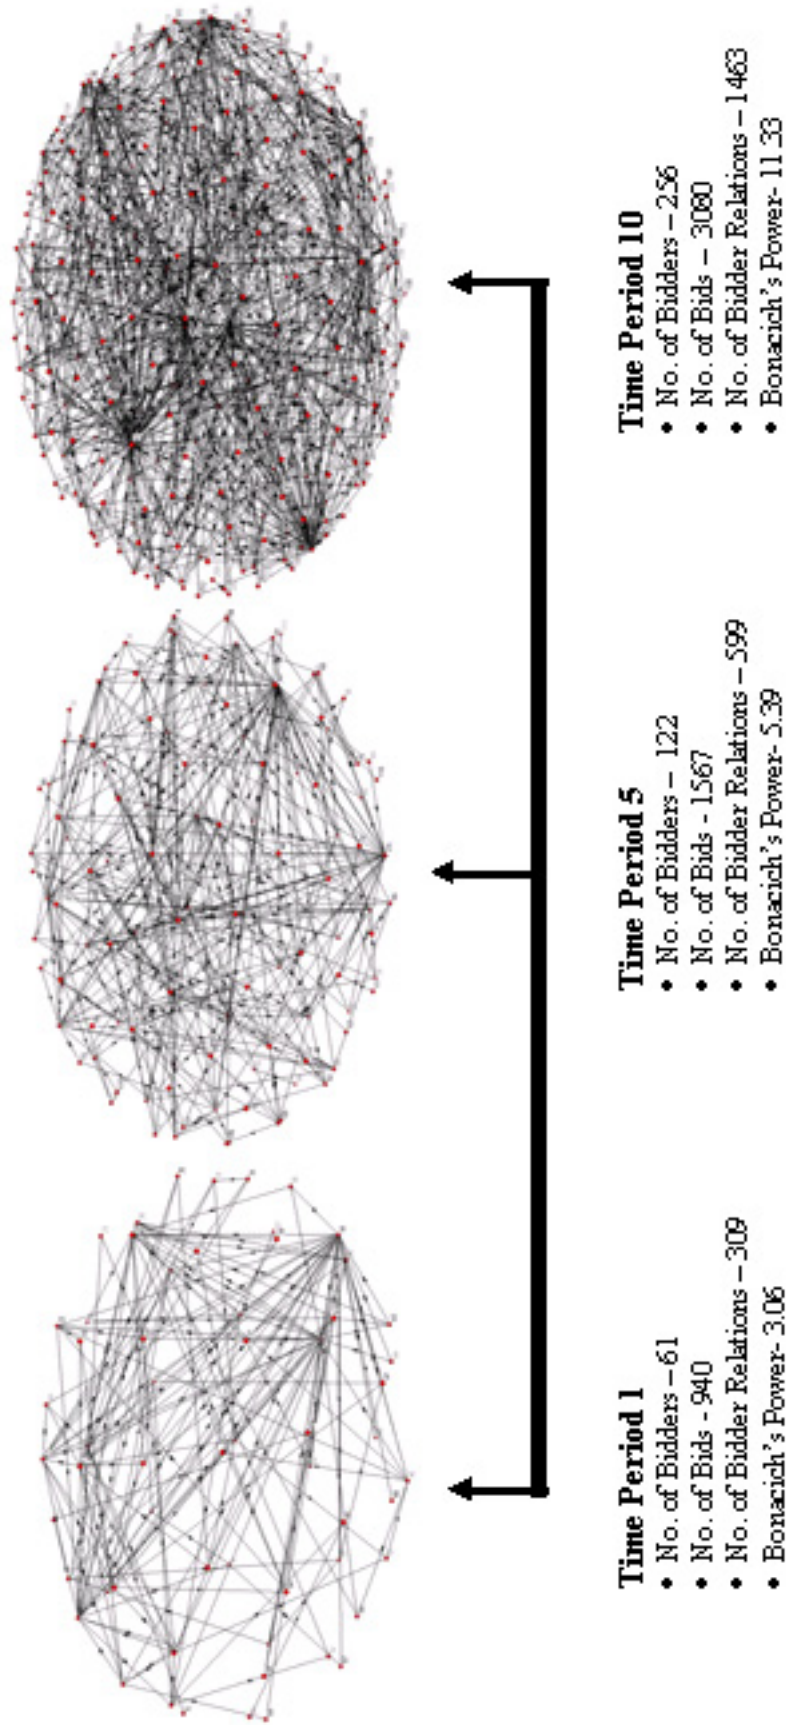 Time Period 1
• No. of Bidders – 61
• No. of Bids - 940
• No. of Bidder Relations – 309
• Bonacich's Power- 3.06
Time Period 5
• No. of Bidders – 122
• No. of Bids - 1567
• No. of Bidder Relations – 599
• Bonacich's Power- 5.39
Time Period 10
• No. of Bidders – 256
• No. of Bids – 3080
• No. of Bidder Relations – 1463
• Bonacich's Power- 11.33